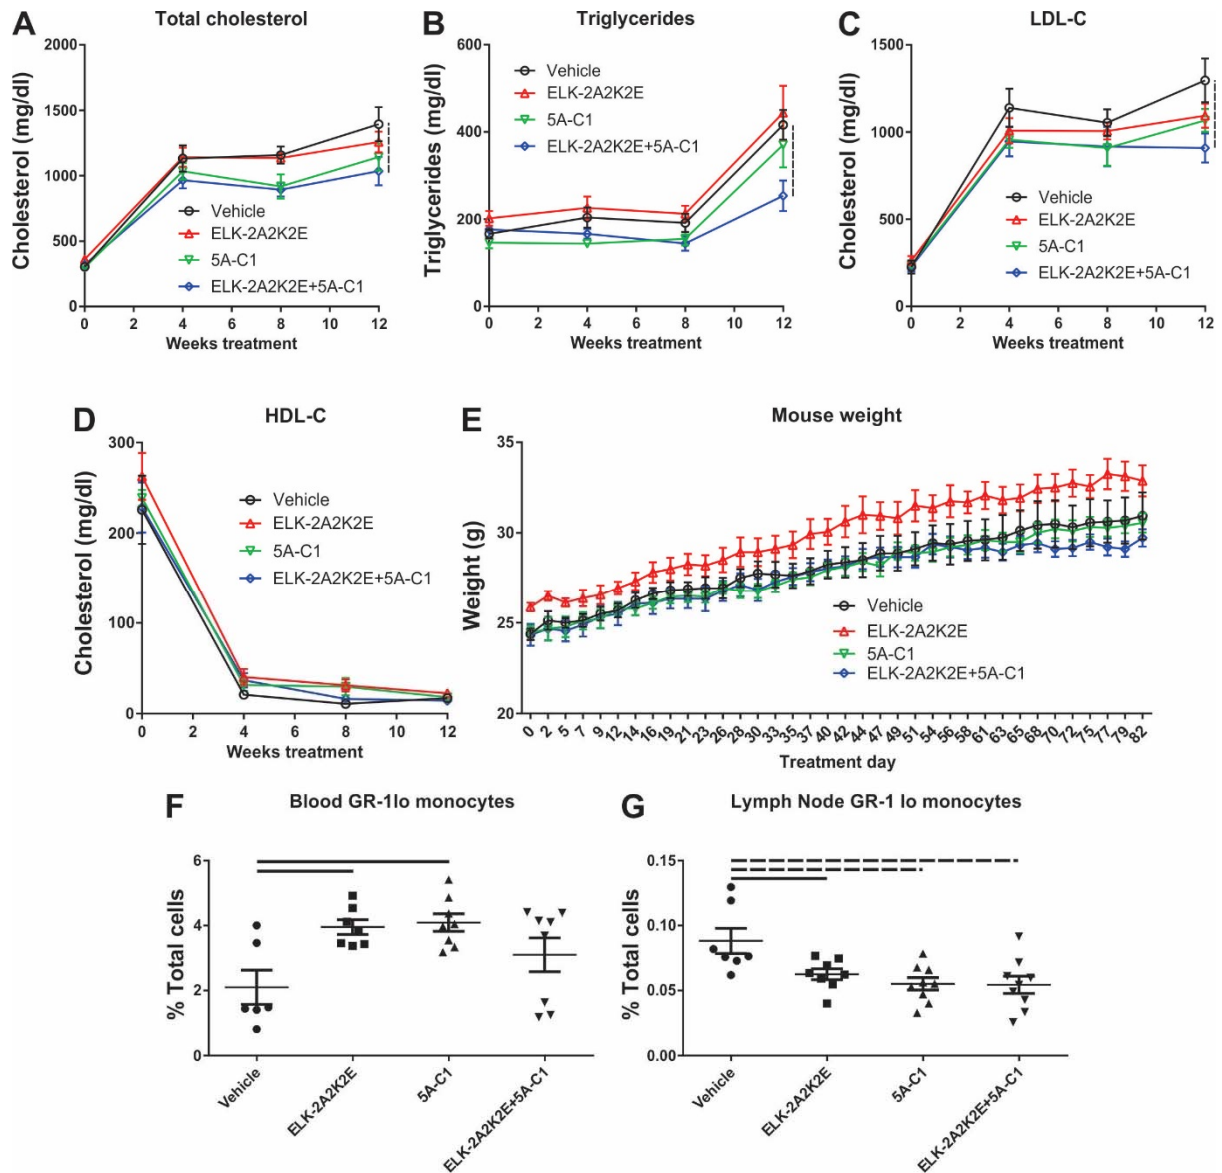 A
Total cholesterol
Cholesterol (mg/dl)
2000
1500
1000
500
0
Vehicle
ELK-2A2K2E
5A-C1
ELK-2A2K2E+5A-C1
0 2 4 6 8 10 12
Weeks treatment
B
Triglycerides
Triglycerides (mg/dl)
600
400
200
0
Vehicle
ELK-2A2K2E
5A-C1
ELK-2A2K2E+5A-C1
0 2 4 6 8 10 12
Weeks treatment
C
LDL-C
Cholesterol (mg/dl)
1500
1000
500
0
Vehicle
ELK-2A2K2E
5A-C1
ELK-2A2K2E+5A-C1
0 2 4 6 8 10 12
Weeks treatment
D
HDL-C
Cholesterol (mg/dl)
300
200
100
0
Vehicle
ELK-2A2K2E
5A-C1
ELK-2A2K2E+5A-C1
0 2 4 6 8 10 12
Weeks treatment
E
Mouse weight
Weight (g)
35
30
25
20
Vehicle
ELK-2A2K2E
5A-C1
ELK-2A2K2E+5A-C1
0 2 5 7 9 12 14 16 19 21 23 26 28 30 33 35 37 40 42 44 47 49 51 54 56 58 61 63 65 68 70 72 75 77 79 82
Treatment day
F
Blood GR-1lo monocytes
% Total cells
6
4
2
0
Vehicle
ELK-2A2K2E
5A-C1
ELK-2A2K2E+5A-C1
G
Lymph Node GR-1 lo monocytes
% Total cells
0.15
0.10
0.05
0.00
Vehicle
ELK-2A2K2E
5A-C1
ELK-2A2K2E+5A-C1